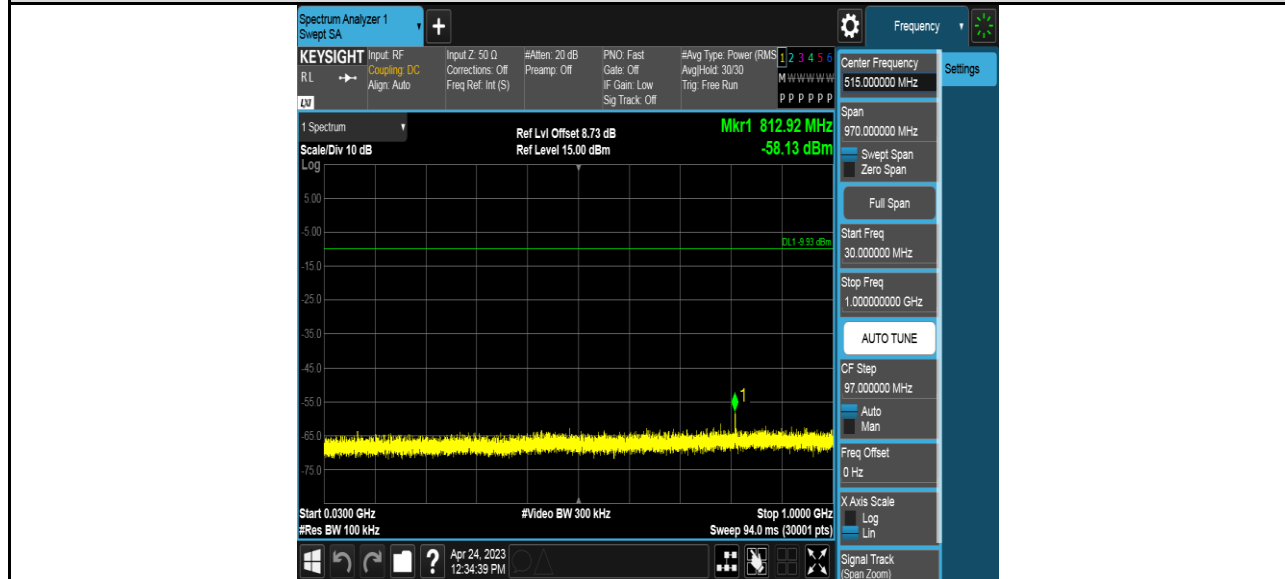 Spectrum Analyzer 1
Swept SA
+
Frequency
KEYSIGHT
RL
LXI
Input: RF
Coupling: DC
Align: Auto
Input Z: 50 Ω
Corrections: Off
Freq Ref: Int (S)
#Atten: 20 dB
Preamp: Off
PNO: Fast
Gate: Off
IF Gain: Low
Sig Track: Off
#Avg Type: Power (RMS
Avg|Hold: 30/30
Trig: Free Run
1 2 3 4 5 6
M W W W W W
P P P P P P
1 Spectrum
Scale/Div 10 dB
Ref Lvl Offset 8.73 dB
Ref Level 15.00 dBm
Mkr1 812.92 MHz
-58.13 dBm
Log
5.00
-5.00
DL1 -9.93 dBm
-15.0
-25.0
-35.0
-45.0
-55.0
1
-65.0
-75.0
Start 0.0300 GHz
#Video BW 300 kHz
Stop 1.0000 GHz
#Res BW 100 kHz
Sweep 94.0 ms (30001 pts)
?
Apr 24, 2023
12:34:39 PM
Center Frequency
515.000000 MHz
Settings
Span
970.000000 MHz
Swept Span
Zero Span
Full Span
Start Freq
30.000000 MHz
Stop Freq
1.000000000 GHz
AUTO TUNE
CF Step
97.000000 MHz
Auto
Man
Freq Offset
0 Hz
X Axis Scale
Log
Lin
Signal Track
(Span Zoom)